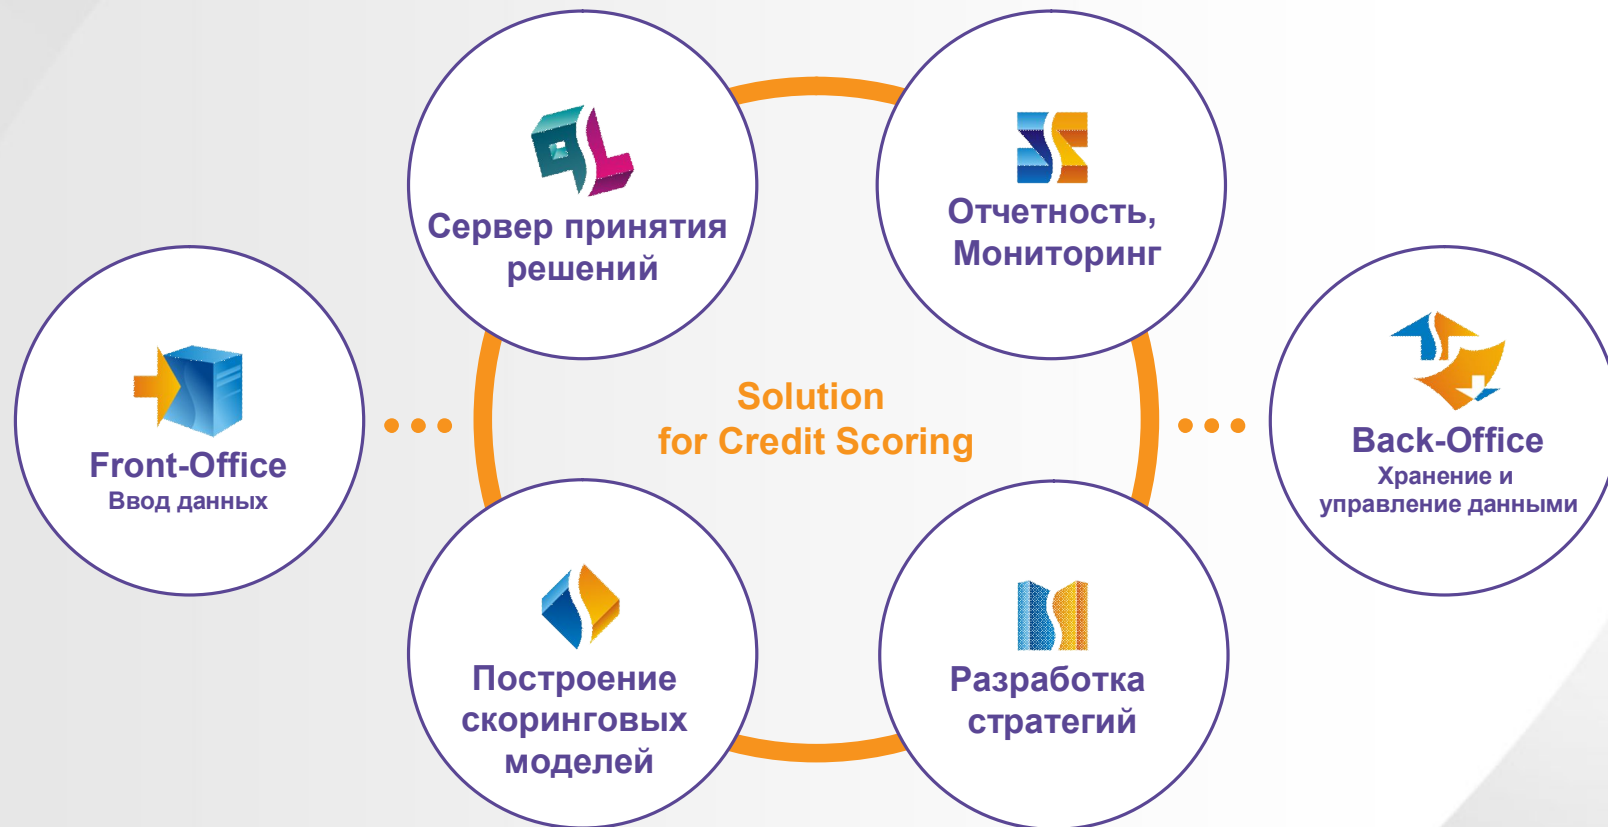 Сервер принятия
решений
Отчетность,
Мониторинг
Front-Office
Ввод данных
Solution
for Credit Scoring
Back-Office
Хранение и
управление данными
Построение
скоринговых
моделей
Разработка
стратегий